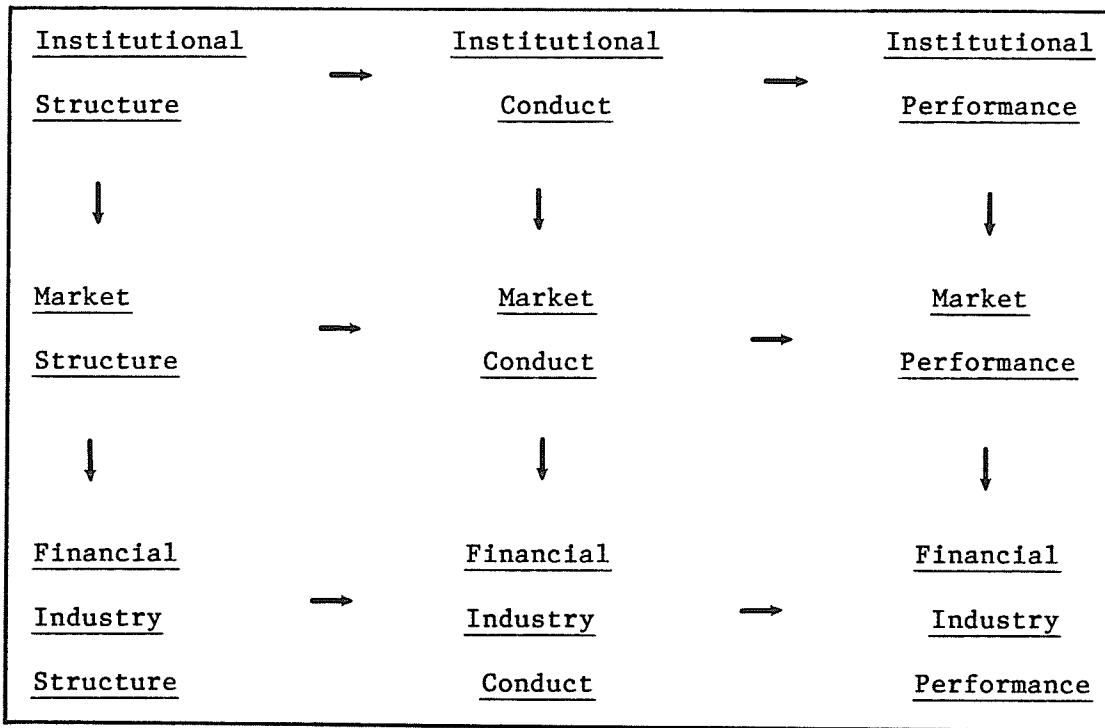 Institutional Institutional Institutional
Structure Conduct Performance
Market Market Market
Structure Conduct Performance
Financial Financial Financial
Industry Industry Industry
Structure Conduct Performance